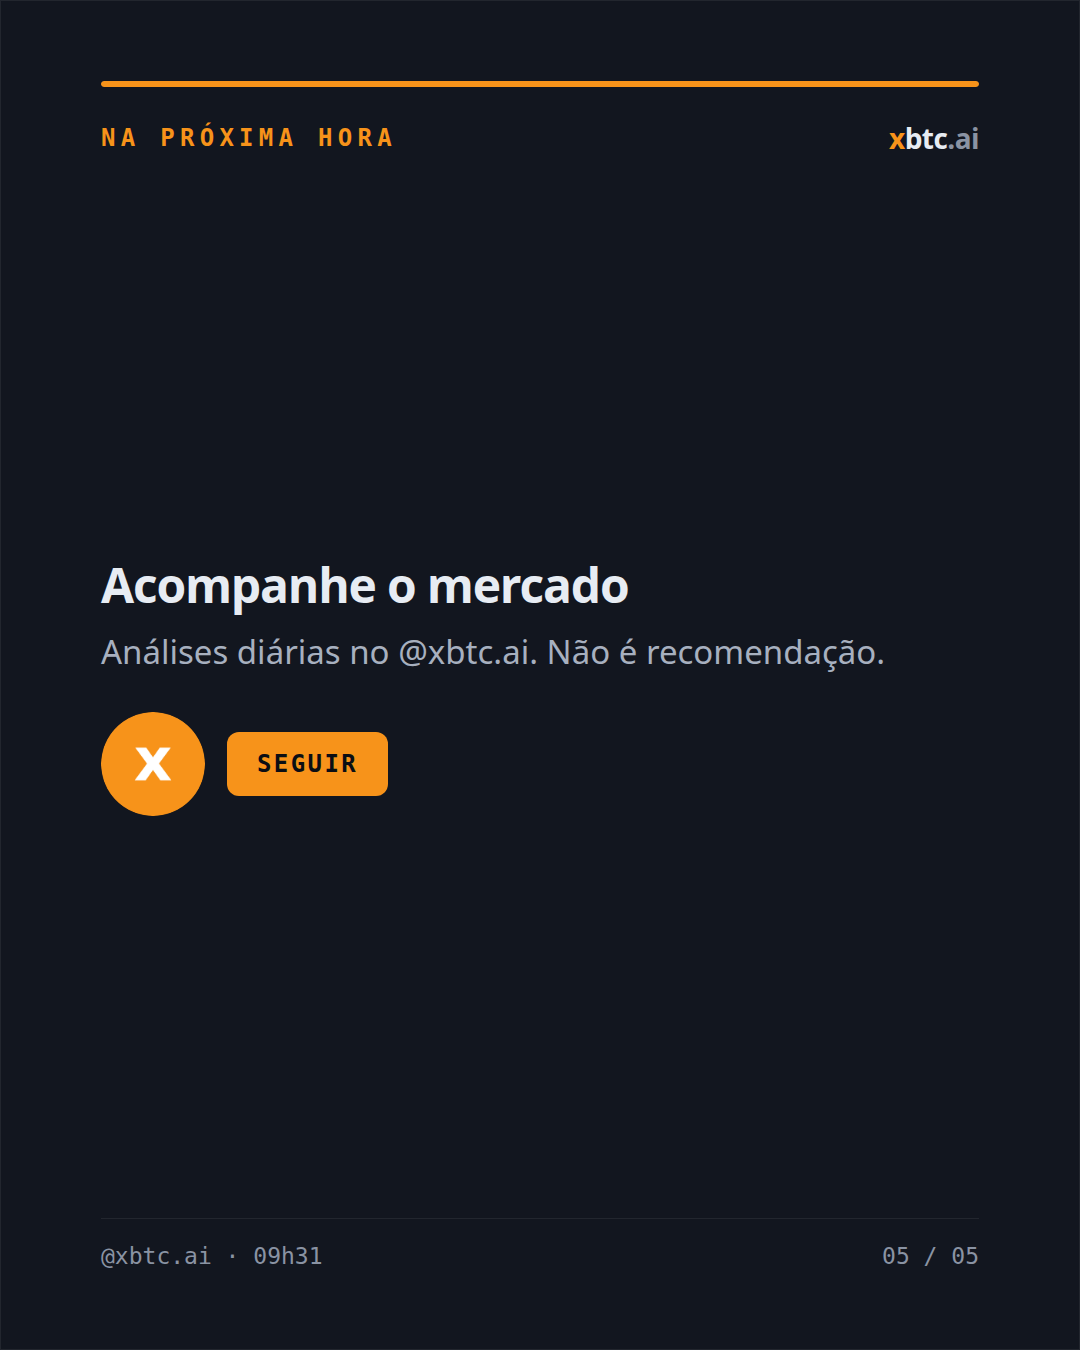 NA PRÓXIMA HORA
xbtc.ai
Acompanhe o mercado
Análises diárias no @xbtc.ai. Não é recomendação.
x
SEGUIR
@xbtc.ai · 09h31
05 / 05